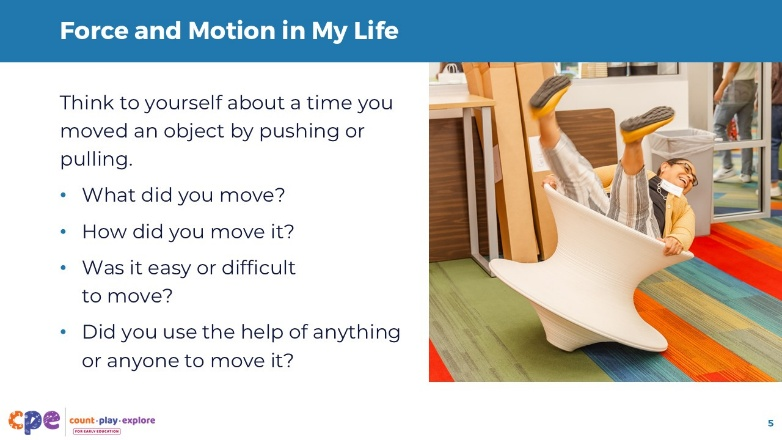 Force and Motion in My Life
Think to yourself about a time you
moved an object by pushing or
pulling.
• What did you move?
• How did you move it?
• Was it easy or difficult
to move?
• Did you use the help of anything
or anyone to move it?
cpe
count·play·explore
FOR EARLY EDUCATION
5